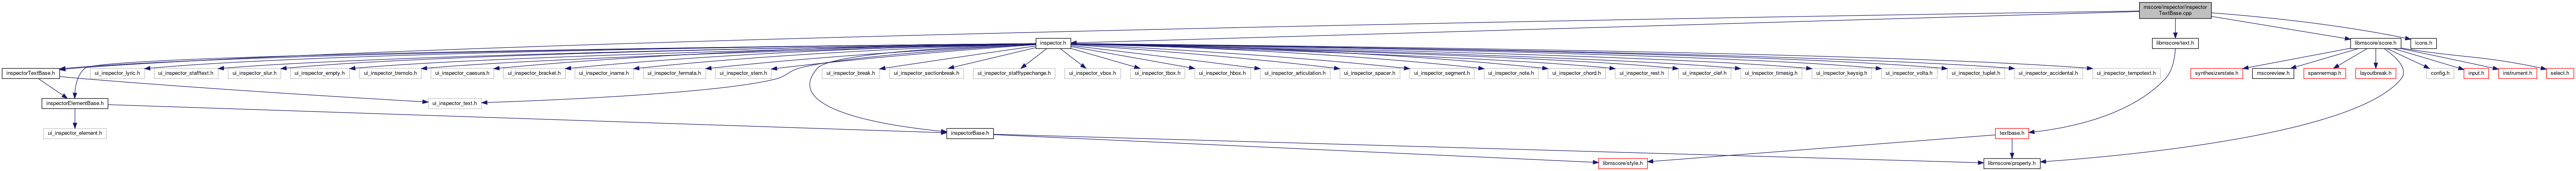 mscore/inspector/inspector
TextBase.cpp
inspector.h
libmscore/text.h
libmscore/score.h
icons.h
inspectorTextBase.h
ui_inspector_lyric.h
ui_inspector_stafftext.h
ui_inspector_slur.h
ui_inspector_empty.h
ui_inspector_tremolo.h
ui_inspector_caesura.h
ui_inspector_bracket.h
ui_inspector_iname.h
ui_inspector_fermata.h
ui_inspector_stem.h
ui_inspector_break.h
ui_inspector_sectionbreak.h
ui_inspector_stafftypechange.h
ui_inspector_vbox.h
ui_inspector_tbox.h
ui_inspector_hbox.h
ui_inspector_articulation.h
ui_inspector_spacer.h
ui_inspector_segment.h
ui_inspector_note.h
ui_inspector_chord.h
ui_inspector_rest.h
ui_inspector_clef.h
ui_inspector_timesig.h
ui_inspector_keysig.h
ui_inspector_volta.h
ui_inspector_tuplet.h
ui_inspector_accidental.h
ui_inspector_tempotext.h
synthesizerstate.h
mscoreview.h
spannermap.h
layoutbreak.h
config.h
input.h
instrument.h
select.h
inspectorElementBase.h
ui_inspector_text.h
ui_inspector_element.h
inspectorBase.h
textbase.h
libmscore/style.h
libmscore/property.h